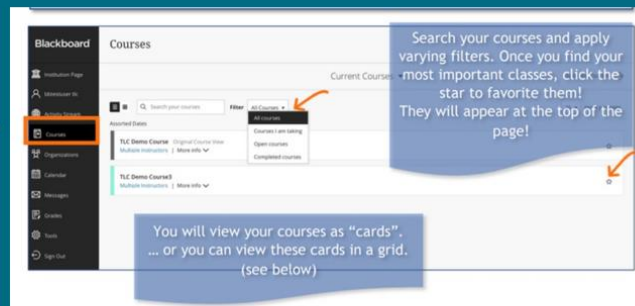 Blackboard
Courses
Institution Page
Current Courses
Activity Stream
Search your courses
Filter
All Courses
Courses
Assorted Dates
All courses
Courses I am taking
Open courses
Completed courses
TLC Demo Course Original Course View
Multiple Instructors | More info
Organizations
Calendar
TLC Demo Course3
Multiple Instructors | More info
Messages
Grades
Tools
Sign Out
Search your courses and apply
varying filters. Once you find your
most important classes, click the
star to favorite them!
They will appear at the top of the
page!
You will view your courses as “cards”.
… or you can view these cards in a grid.
(see below)